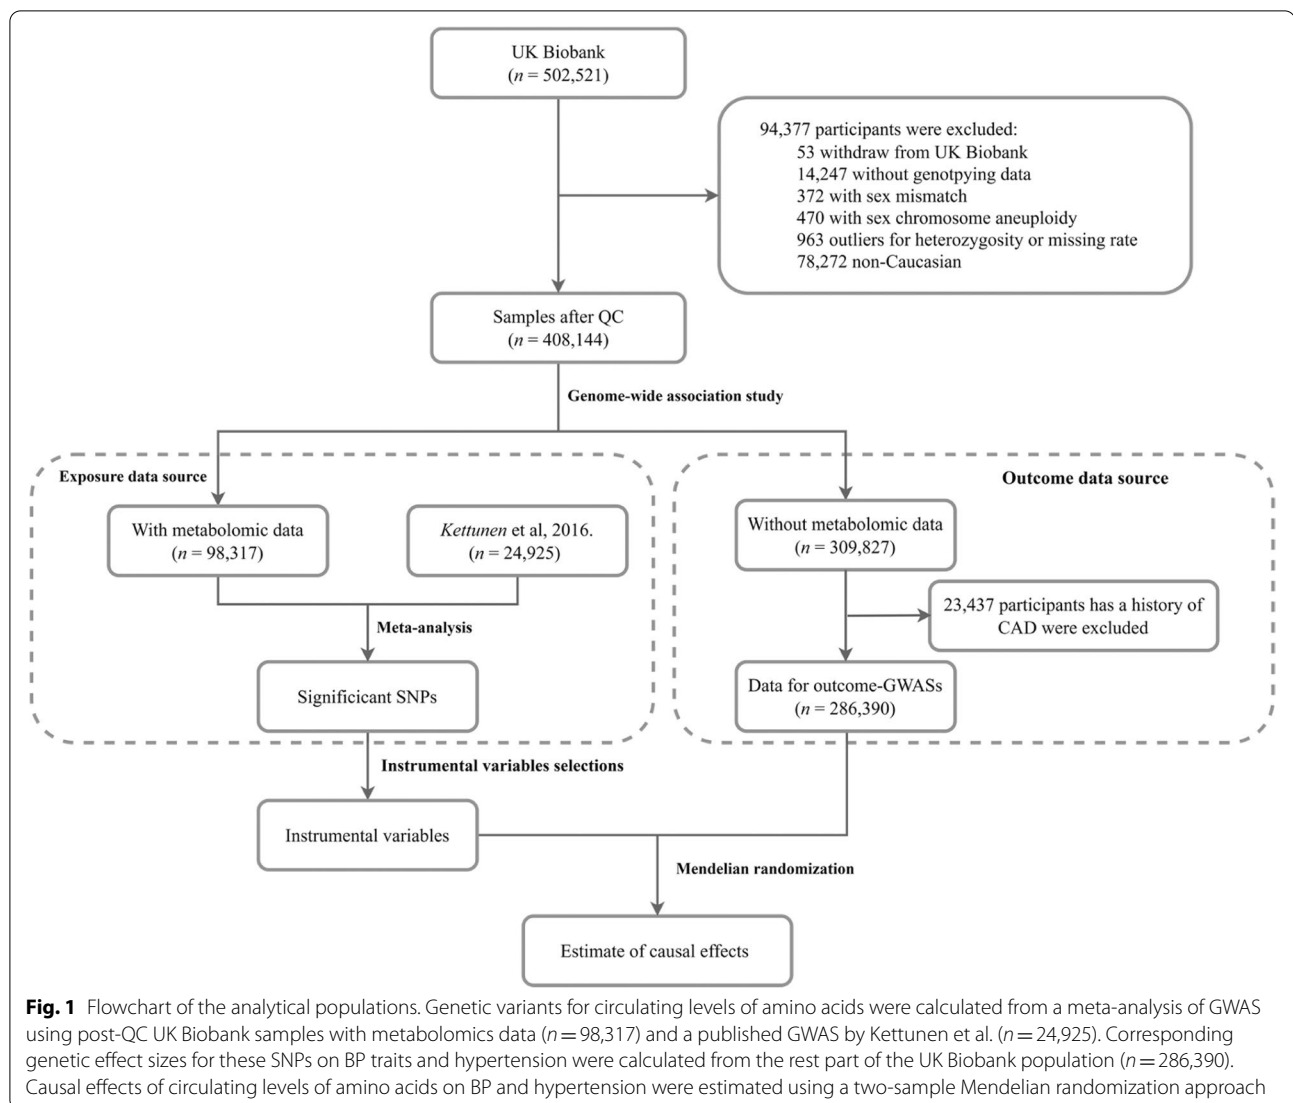 UK Biobank
(n = 502,521)
94,377 participants were excluded:
53 withdraw from UK Biobank
14,247 without genotpying data
372 with sex mismatch
470 with sex chromosome aneuploidy
963 outliers for heterozygosity or missing rate
78,272 non-Caucasian
Samples after QC
(n = 408,144)
Genome-wide association study
Exposure data source
With metabolomic data
(n = 98,317)
Kettunen et al, 2016.
(n = 24,925)
Meta-analysis
Significicant SNPs
Outcome data source
Without metabolomic data
(n = 309,827)
23,437 participants has a history of
CAD were excluded
Data for outcome-GWASs
(n = 286,390)
Instrumental variables selections
Instrumental variables
Mendelian randomization
Estimate of causal effects
Fig. 1 Flowchart of the analytical populations. Genetic variants for circulating levels of amino acids were calculated from a meta-analysis of GWAS
using post-QC UK Biobank samples with metabolomics data (n = 98,317) and a published GWAS by Kettunen et al. (n = 24,925). Corresponding
genetic effect sizes for these SNPs on BP traits and hypertension were calculated from the rest part of the UK Biobank population (n = 286,390).
Causal effects of circulating levels of amino acids on BP and hypertension were estimated using a two-sample Mendelian randomization approach